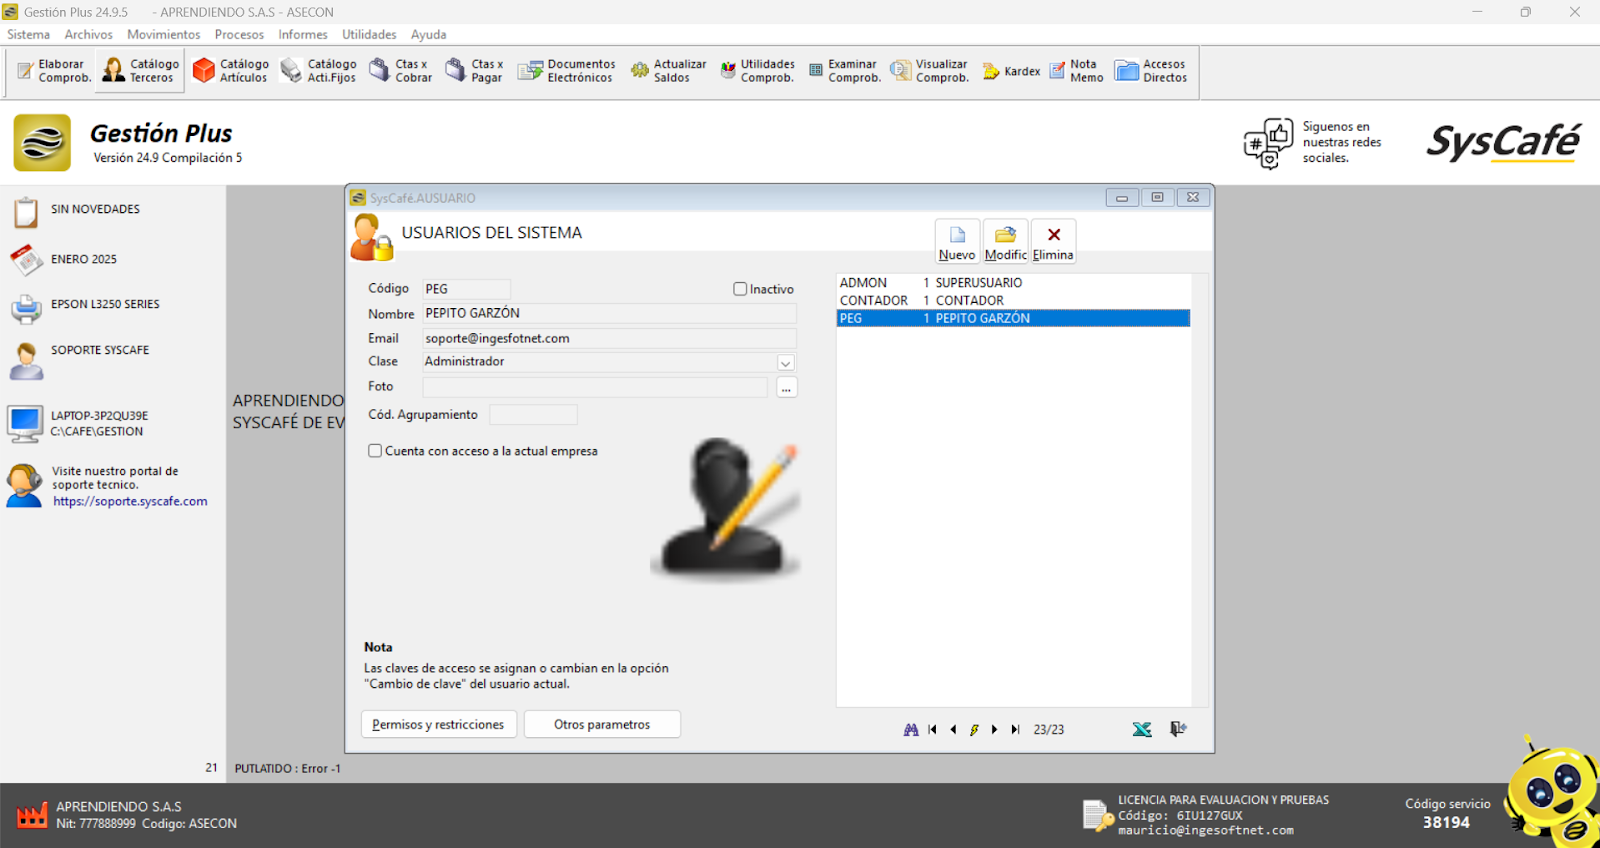 Gestión Plus 24.9.5 - APRENDIENDO S.A.S - ASECON
Sistema Archivos Movimientos Procesos Informes Utilidades Ayuda
Elaborar Comprob.
Catálogo Terceros
Catálogo Artículos
Catálogo Acti.Fijos
Ctas x Cobrar
Ctas x Pagar
Documentos Electrónicos
Actualizar Saldos
Utilidades Comprob.
Examinar Comprob.
Visualizar Comprob.
Kardex
Nota Memo
Accesos Directos
Gestión Plus
Versión 24.9 Compilación 5
Siguenos en
nuestras redes
sociales.
SysCafé
SIN NOVEDADES
ENERO 2025
EPSON L3250 SERIES
SOPORTE SYSCAFE
LAPTOP-3P2QU39E
C:\CAFE\GESTION
Visite nuestro portal de
soporte tecnico.
https://soporte.syscafe.com
APRENDIENDO
SYSCAFÉ DE EV
SysCafé.AUSUARIO
USUARIOS DEL SISTEMA
Nuevo Modific Elimina
Código PEG Inactivo
Nombre PEPITO GARZÓN
Email soporte@ingesfotnet.com
Clase Administrador
Foto ...
Cód. Agrupamiento
Cuenta con acceso a la actual empresa
ADMON 1 SUPERUSUARIO
CONTADOR 1 CONTADOR
PEG 1 PEPITO GARZÓN
Nota
Las claves de acceso se asignan o cambian en la opción
"Cambio de clave" del usuario actual.
Permisos y restricciones Otros parametros
23/23
21 PUTLATIDO : Error -1
APRENDIENDO S.A.S
Nit: 777888999 Codigo: ASECON
LICENCIA PARA EVALUACION Y PRUEBAS
Código: 6IU127GUX
mauricio@ingesoftnet.com
Código servicio
38194